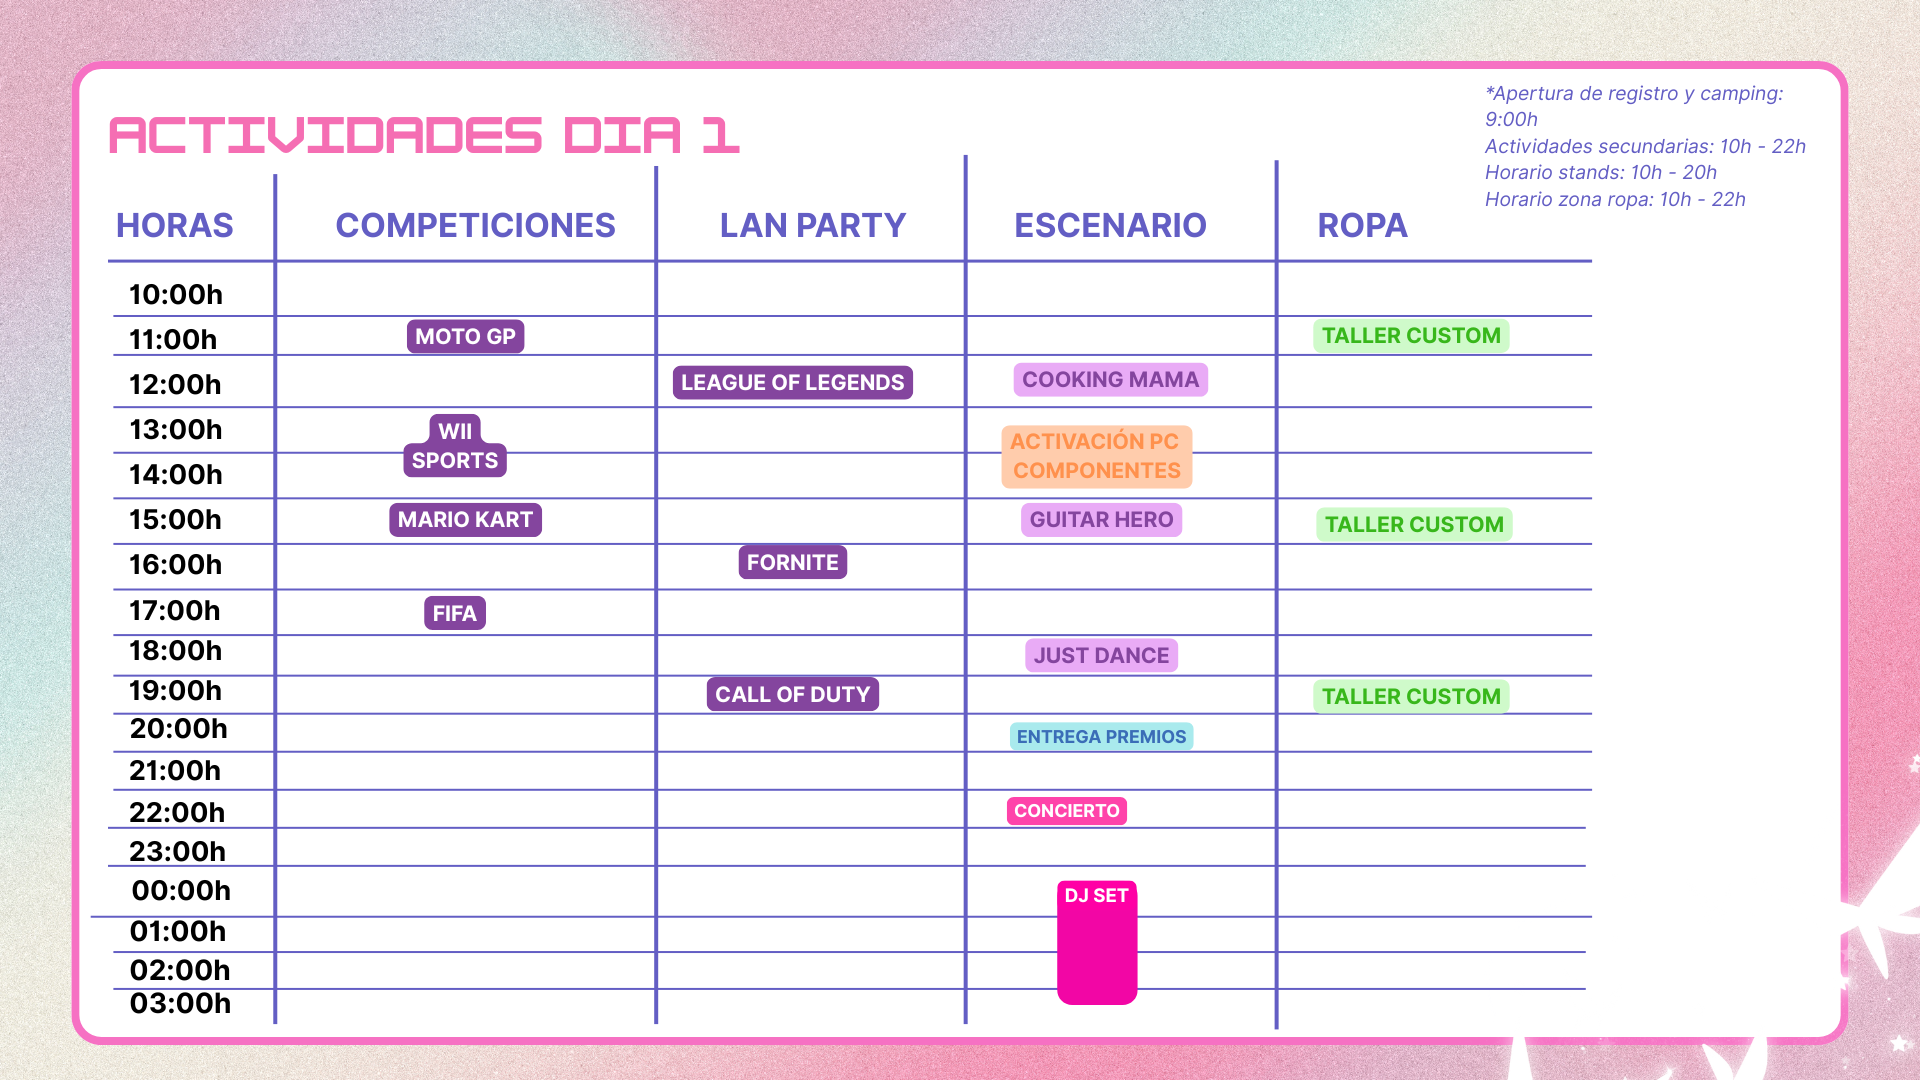 *Apertura de registro y camping:
9:00h
Actividades secundarias: 10h - 22h
Horario stands: 10h - 20h
Horario zona ropa: 10h - 22h
ACTIVIDADES DIA 1
HORAS COMPETICIONES LAN PARTY ESCENARIO ROPA
10:00h
11:00h MOTO GP TALLER CUSTOM
12:00h LEAGUE OF LEGENDS COOKING MAMA
13:00h WII ACTIVACIÓN PC
14:00h SPORTS COMPONENTES
15:00h MARIO KART GUITAR HERO TALLER CUSTOM
16:00h FORNITE
17:00h FIFA
18:00h JUST DANCE
19:00h CALL OF DUTY TALLER CUSTOM
20:00h ENTREGA PREMIOS
21:00h
22:00h CONCIERTO
23:00h
00:00h DJ SET
01:00h
02:00h
03:00h